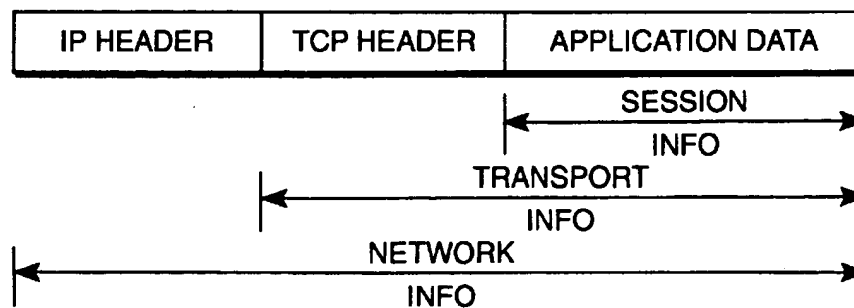 IP HEADER TCP HEADER APPLICATION DATA
SESSION
INFO
TRANSPORT
INFO
NETWORK
INFO